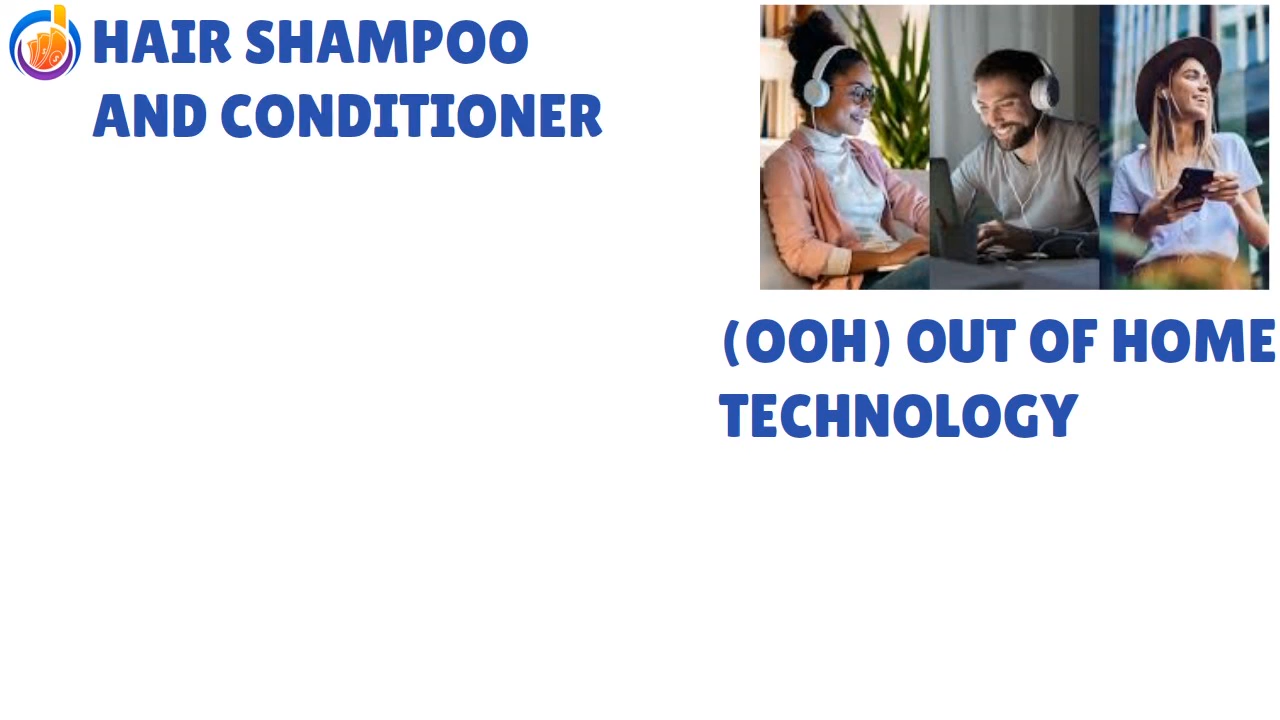 HAIR SHAMPOO
AND CONDITIONER
(OOH) OUT OF HOME
TECHNOLOGY